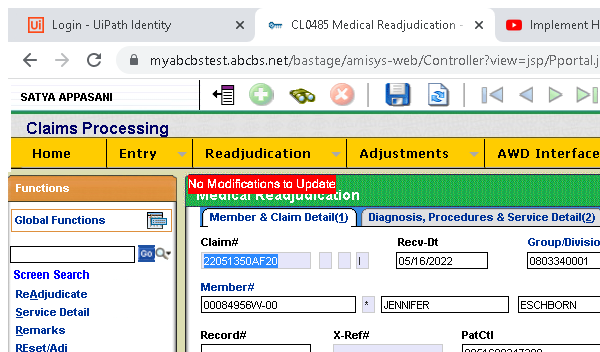 Login - UiPath Identity
CL0485 Medical Readjudication -
Implement H
myabcbstest.abcbs.net/bastage/amisys-web/Controller?view=jsp/Pportal.j
SATYA APPASANI
Claims Processing
Home Entry Readjudication Adjustments AWD Interface
Functions
No Modifications to Update
Medical Readjudication
Global Functions
Member & Claim Detail(1) Diagnosis, Procedures & Service Detail(2)
Claim# Recv-Dt Group/Divisio
Go
22051350AF20 I 05/16/2022 0803340001
Screen Search
Member#
ReAdjudicate
00084956W-00 * JENNIFER ESCHBORN
Service Detail
Remarks
Record# X-Ref# PatCtl
REset/Adj